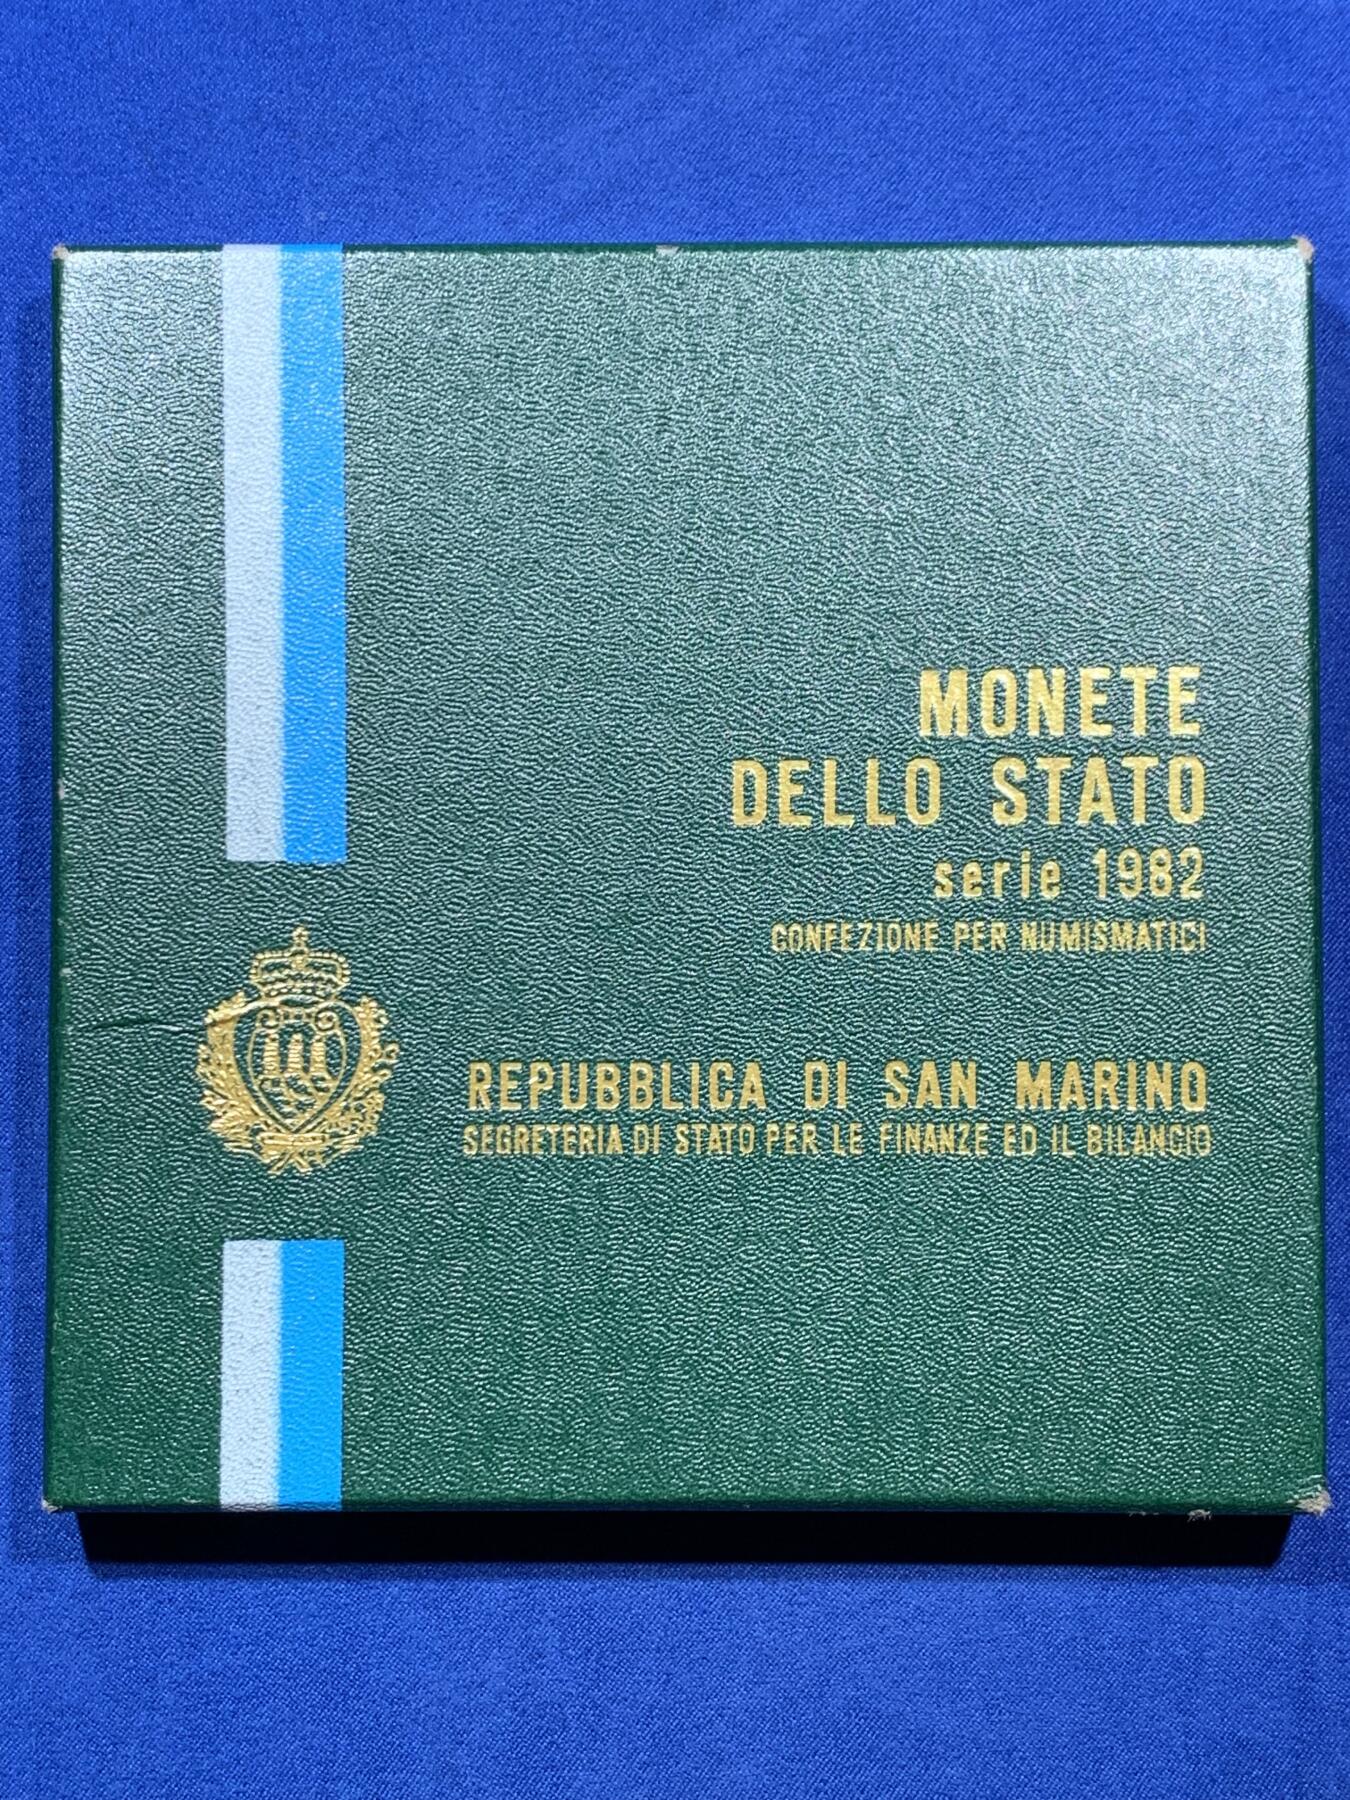 MONETE
DELLO STATO
serie 1982
CONFEZIONE PER NUMISMATICI
REPUBBLICA DI SAN MARINO
SEGRETERIA DI STATO PER LE FINANZE ED IL BILANCIO